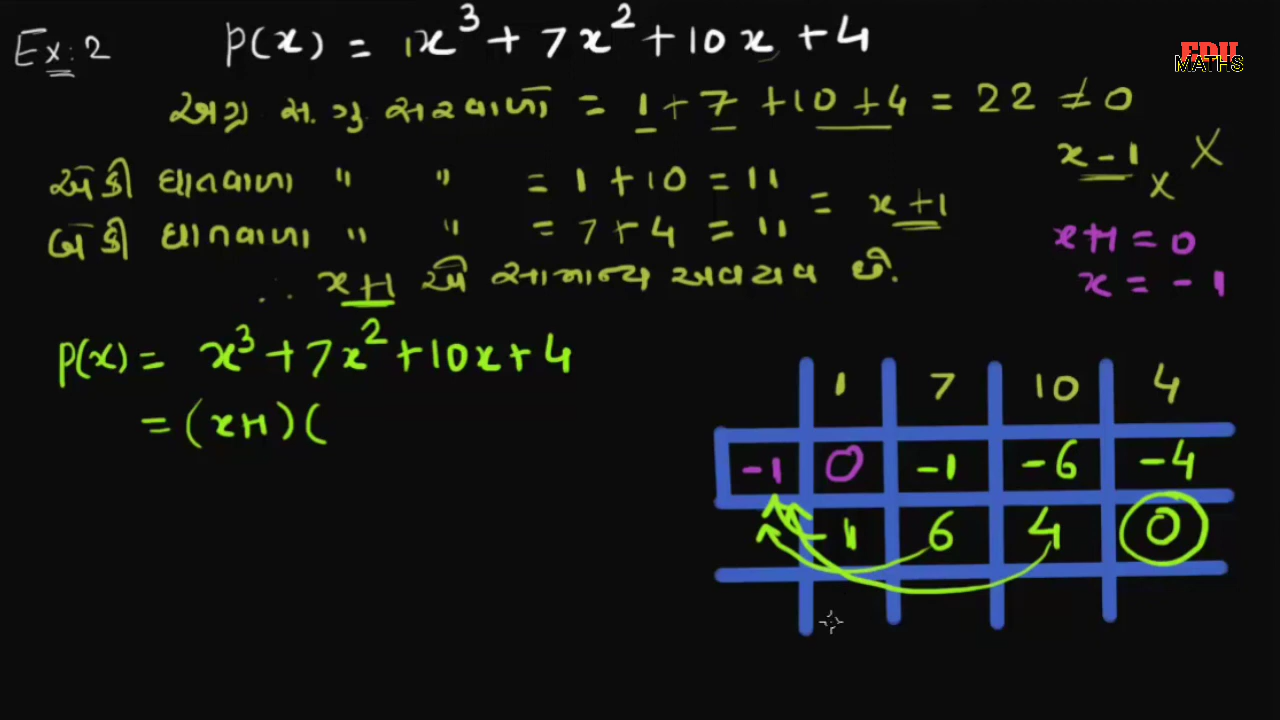 Ex: 2 P(x) = 1x³ + 7x² + 10x + 4
EDU
MATHS
સ. ગુ સરવાળો = 1 + 7 + 10 + 4 = 22 ≠ 0
x - 1 X
X
એકી ઘાતવાળા " " = 1 + 10 = 11
બેકી ઘાતવાળા " " = 7 + 4 = 11
= x + 1
x+1 = 0
x = - 1
∴ x+1 એ સામાન્ય અવયવ છે.
P(x) = x³ + 7x² + 10x + 4
= (x+1) (
1 7 10 4
-1 0 -1 -6 -4
1 6 4 0